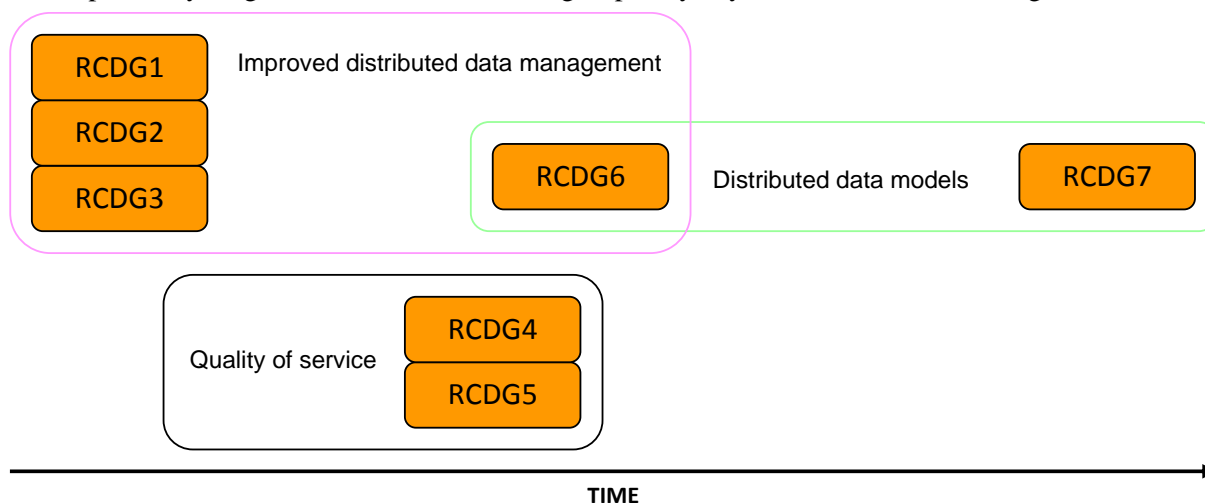 RCDG1
Improved distributed data management
RCDG2
RCDG3
RCDG6
Distributed data models
RCDG7
RCDG4
Quality of service
RCDG5
TIME